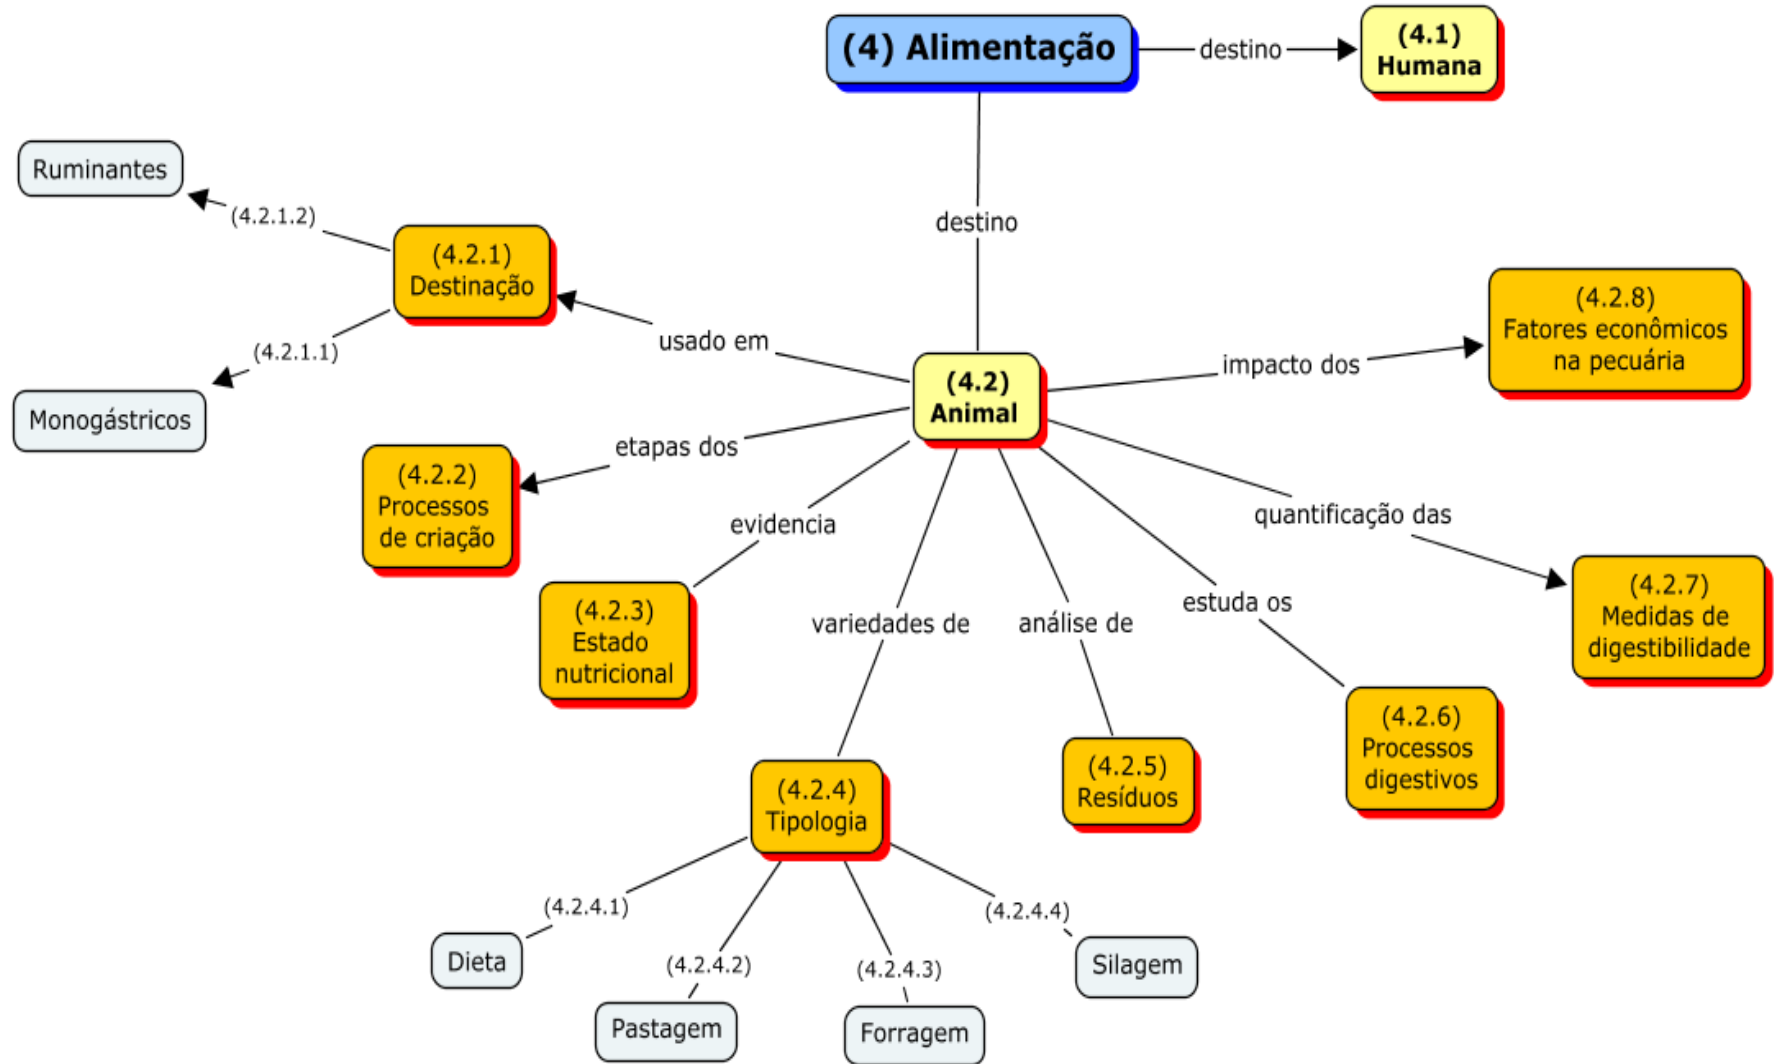 (4) Alimentação
destino
(4.1)
Humana
destino
Ruminantes
(4.2.1.2)
(4.2.1)
Destinação
(4.2.1.1)
Monogástricos
usado em
(4.2)
Animal
impacto dos
(4.2.8)
Fatores econômicos
na pecuária
etapas dos
(4.2.2)
Processos
de criação
evidencia
(4.2.3)
Estado
nutricional
variedades de
análise de
estuda os
quantificação das
(4.2.7)
Medidas de
digestibilidade
(4.2.6)
Processos
digestivos
(4.2.5)
Resíduos
(4.2.4)
Tipologia
(4.2.4.1)
Dieta
(4.2.4.2)
Pastagem
(4.2.4.3)
Forragem
(4.2.4.4)
Silagem